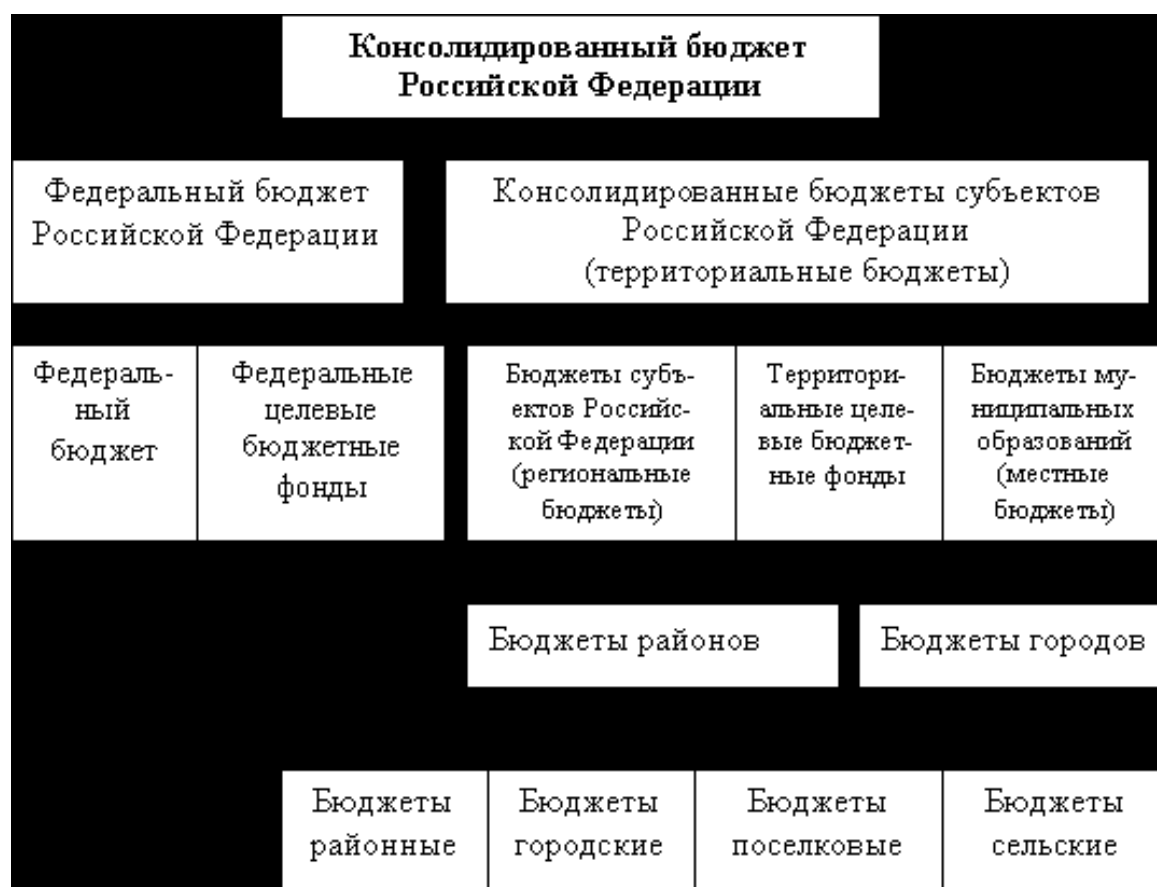 Консолидированный бюджет
Российской Федерации
Федеральный бюджет
Российской Федерации
Консолидированные бюджеты субъектов
Российской Федерации
(территориальные бюджеты)
Федераль-
ный
бюджет
Федеральные
целевые
бюджетные
фонды
Бюджеты субъ-
ектов Российс-
кой Федерации
(региональные
бюджеты)
Территори-
альные целе-
вые бюджет-
ные фонды
Бюджеты му-
ниципальных
образований
(местные
бюджеты)
Бюджеты районов
Бюджеты городов
Бюджеты
районные
Бюджеты
городские
Бюджеты
поселковые
Бюджеты
сельские